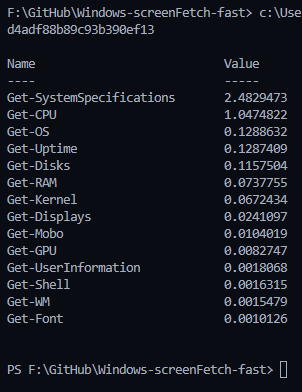 F:\GitHub\Windows-screenFetch-fast> c:\Use
d4adf88b89c93b390ef13
Name Value
---- -----
Get-SystemSpecifications 2.4829473
Get-CPU 1.0474822
Get-OS 0.1288632
Get-Uptime 0.1287409
Get-Disks 0.1157504
Get-RAM 0.0737755
Get-Kernel 0.0672434
Get-Displays 0.0241097
Get-Mobo 0.0104019
Get-GPU 0.0082747
Get-UserInformation 0.0018068
Get-Shell 0.0016315
Get-WM 0.0015479
Get-Font 0.0010126
PS F:\GitHub\Windows-screenFetch-fast>